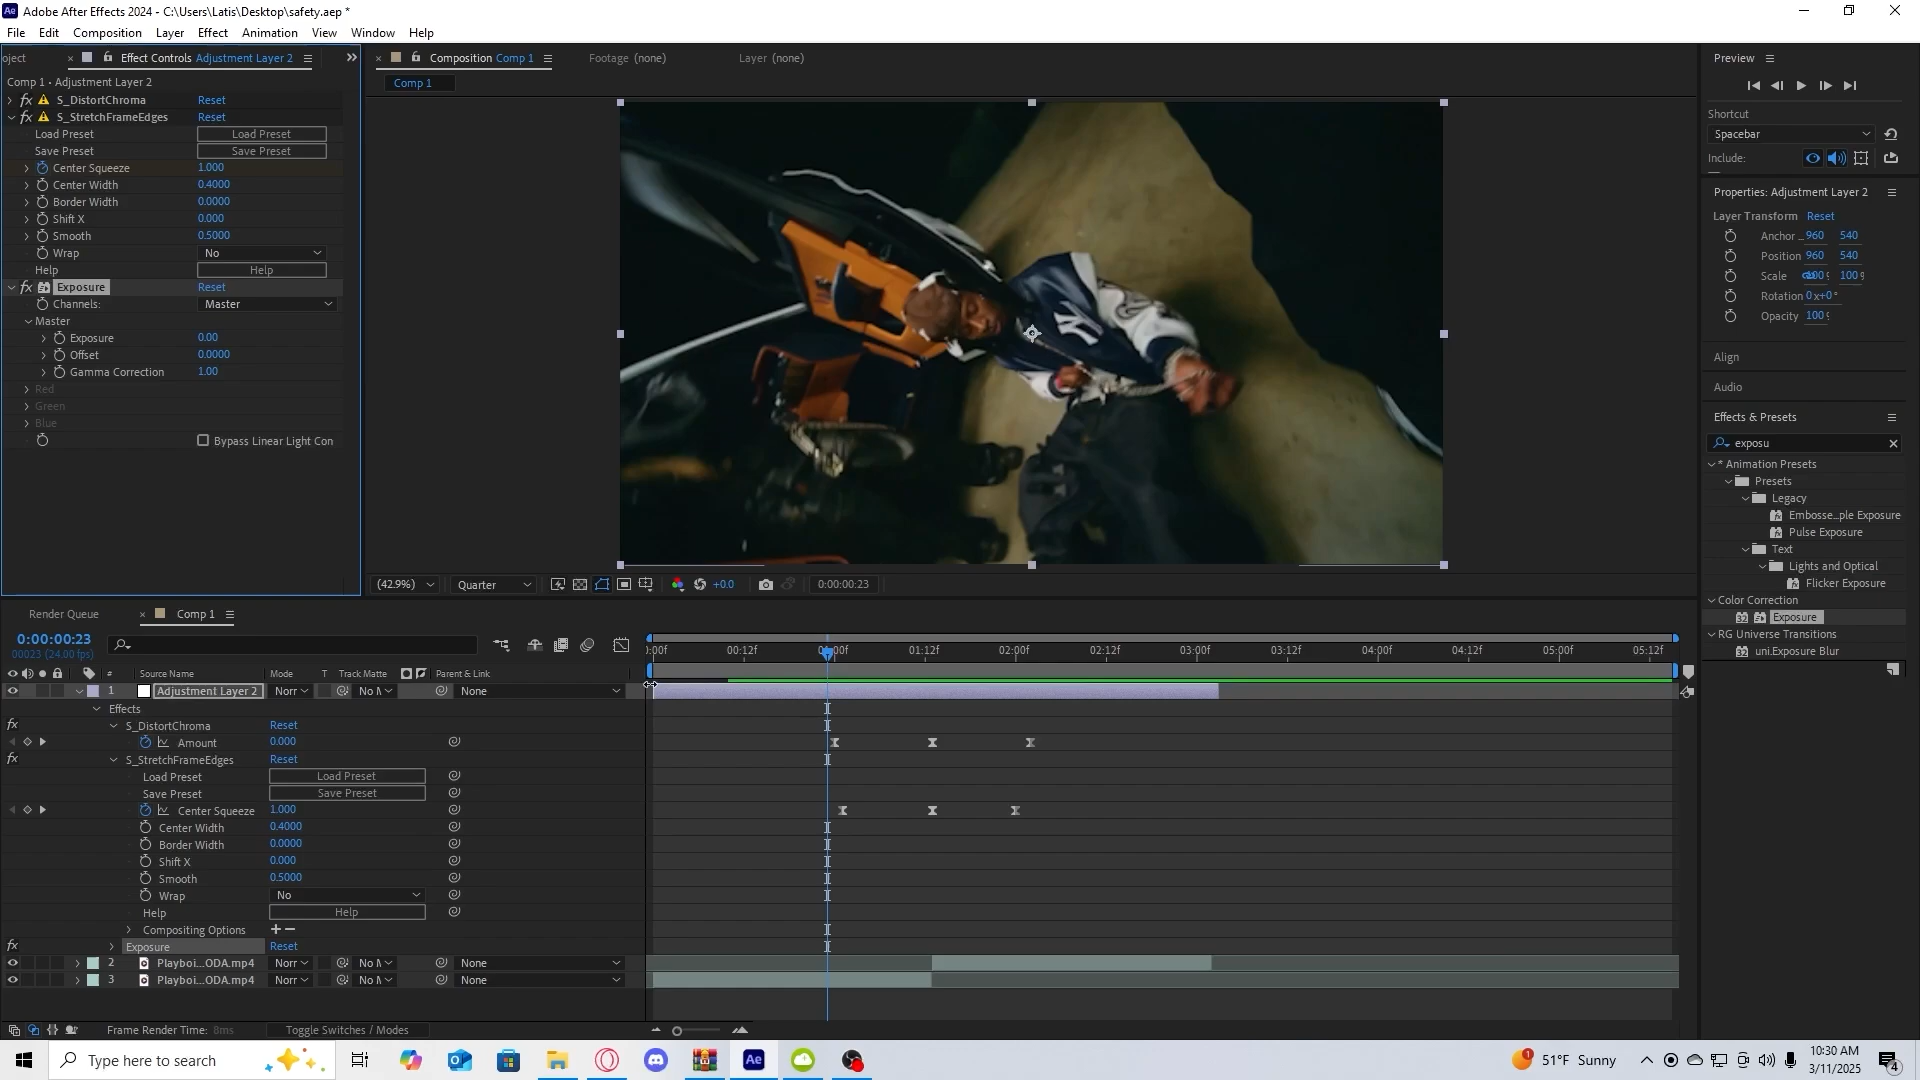 Adobe After Effects 2024 - C:\Users\Latis\Desktop\safety.aep *
File Edit Composition Layer Effect Animation View Window Help
oject × Effect Controls Adjustment Layer 2
Comp 1 • Adjustment Layer 2
S_DistortChroma Reset
S_StretchFrameEdges Reset
Load Preset Load Preset
Save Preset Save Preset
Center Squeeze 1.000
Center Width 0.4000
Border Width 0.0000
Shift X 0.000
Smooth 0.5000
Wrap No
Help Help
Exposure Reset
Channels: Master
Master
Exposure 0.00
Offset 0.0000
Gamma Correction 1.00
Red
Green
Blue
Bypass Linear Light Con
Composition Comp 1 Footage (none) Layer (none)
Comp 1
(42.9%) Quarter +0.0 0:00:00:23
Preview
Shortcut
Spacebar
Include:
Properties: Adjustment Layer 2
Layer Transform Reset
Anchor ... 960 540
Position 960 540
Scale 100% 100%
Rotation 0x+0°
Opacity 100%
Align
Audio
Effects & Presets
exposu
* Animation Presets
Presets
Legacy
Embosse...ple Exposure
Pulse Exposure
Text
Lights and Optical
Flicker Exposure
Color Correction
32 Exposure
RG Universe Transitions
32 uni.Exposure Blur
Render Queue × Comp 1
0:00:00:23
00023 (24.00 fps)
:00f 00:12f 01:00f 01:12f 02:00f 02:12f 03:00f 03:12f 04:00f 04:12f 05:00f 05:12f
# Source Name Mode T Track Matte Parent & Link
1 Adjustment Layer 2 Norr No M None
Effects
S_DistortChroma Reset
Amount 0.000
S_StretchFrameEdges Reset
Load Preset Load Preset
Save Preset Save Preset
Center Squeeze 1.000
Center Width 0.4000
Border Width 0.0000
Shift X 0.000
Smooth 0.5000
Wrap No
Help Help
Compositing Options + −
Exposure Reset
2 Playboi...ODA.mp4 Norr No M None
3 Playboi...ODA.mp4 Norr No M None
Frame Render Time: 8ms Toggle Switches / Modes
Type here to search
Ae
1
51°F Sunny
10:30 AM
3/11/2025
4